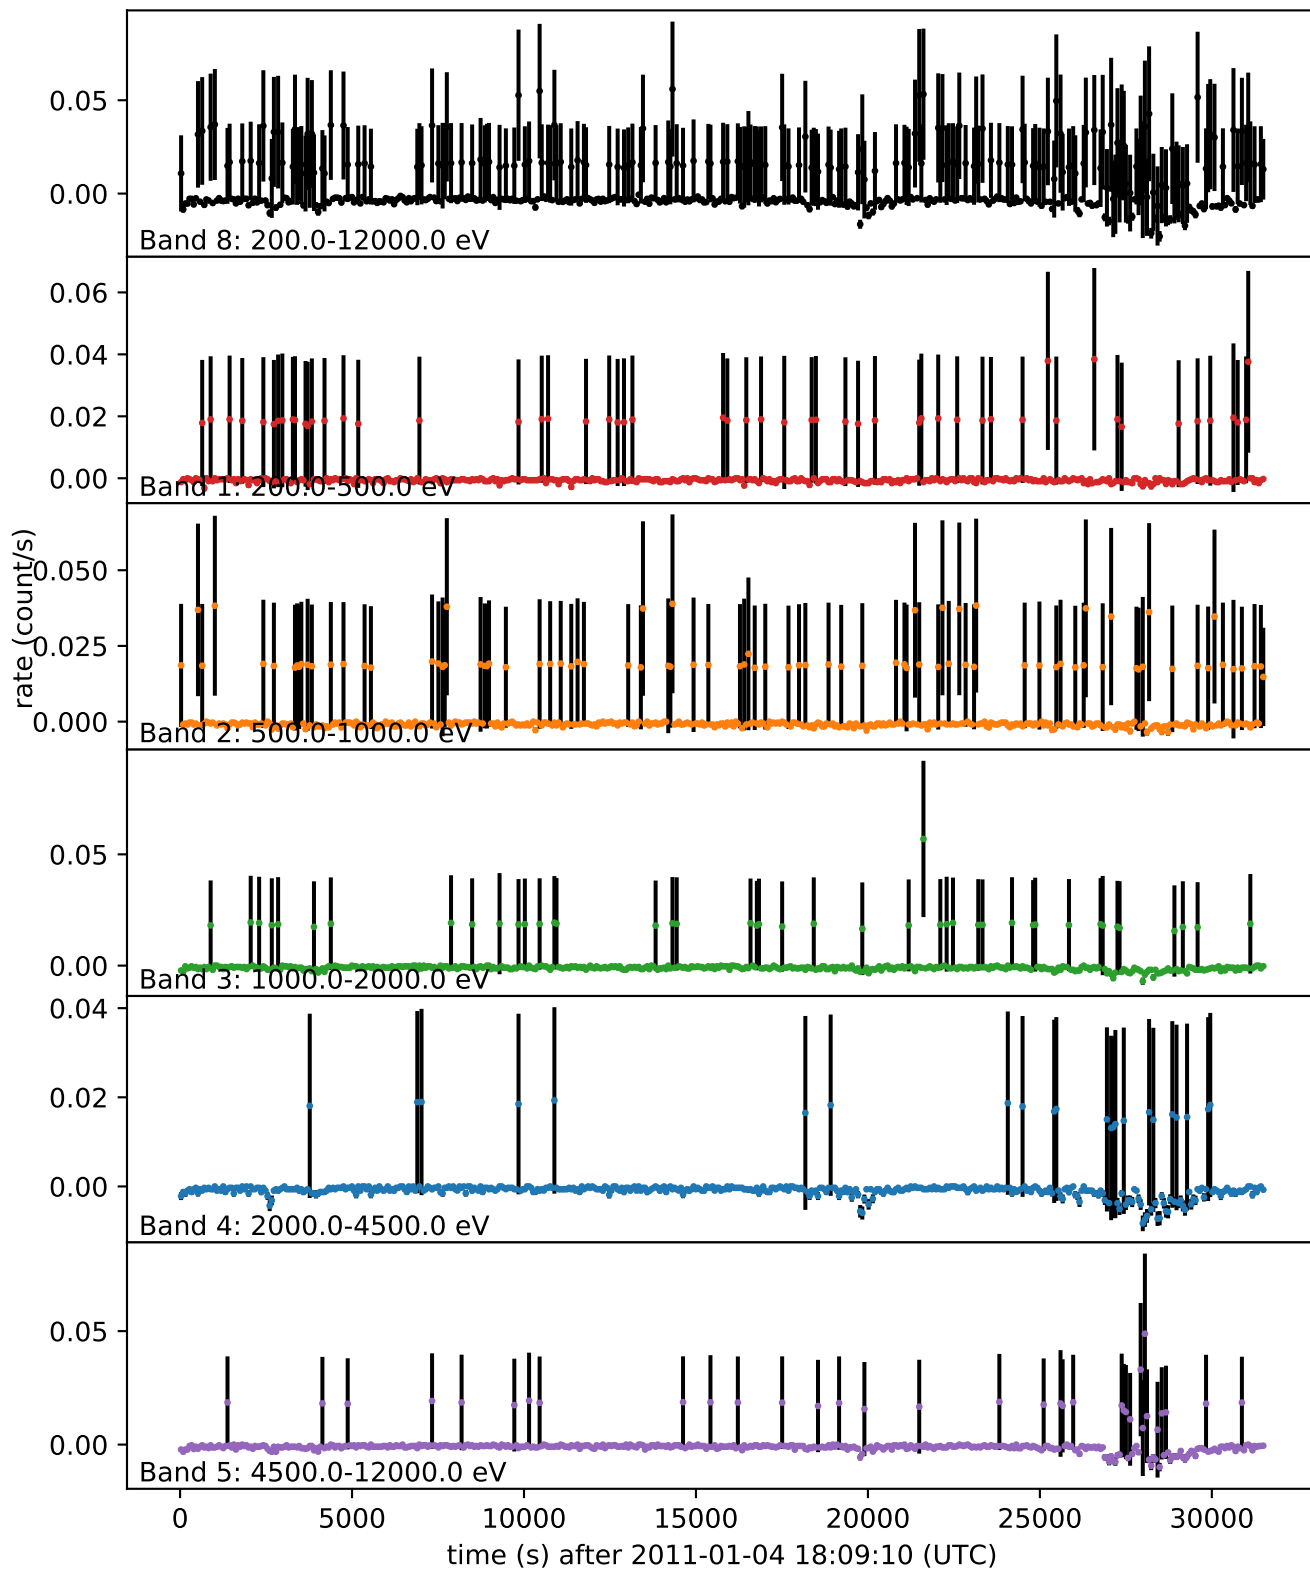 0.05
0.00
Band 8: 200.0-12000.0 eV
0.06
0.04
0.02
0.00
Band 1: 200.0-500.0 eV
rate (count/s)
0.050
0.025
0.000
Band 2: 500.0-1000.0 eV
0.05
0.00
Band 3: 1000.0-2000.0 eV
0.04
0.02
0.00
Band 4: 2000.0-4500.0 eV
0.05
0.00
Band 5: 4500.0-12000.0 eV
0 5000 10000 15000 20000 25000 30000
time (s) after 2011-01-04 18:09:10 (UTC)